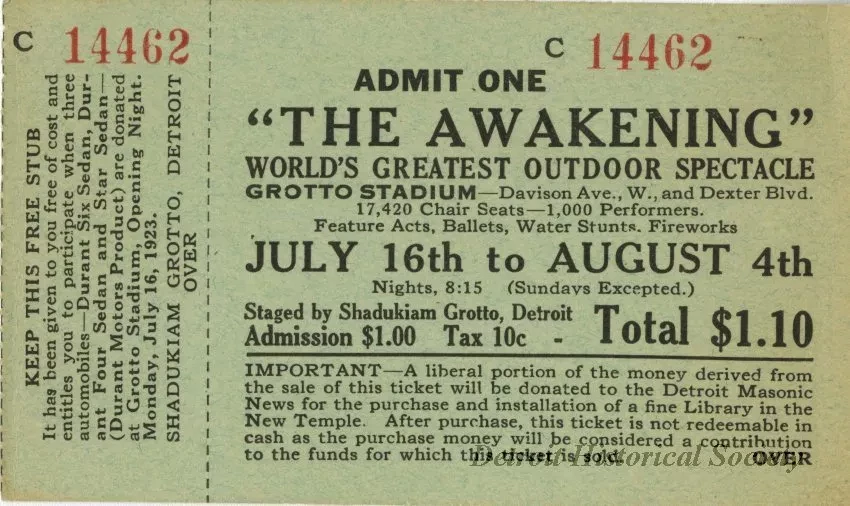 C 14462
KEEP THIS FREE STUB
It has been given to you free of cost and
entitles you to participate when three
automobiles—Durant Six Sedan, Dur-
ant Four Sedan and Star Sedan—
(Durant Motors Product) are donated
at Grotto Stadium, Opening Night.
Monday, July 16, 1923.
SHADUKIAM GROTTO, DETROIT
OVER
C 14462
ADMIT ONE
"THE AWAKENING"
WORLD'S GREATEST OUTDOOR SPECTACLE
GROTTO STADIUM—Davison Ave., W., and Dexter Blvd.
17,420 Chair Seats—1,000 Performers.
Feature Acts, Ballets, Water Stunts. Fireworks
JULY 16th to AUGUST 4th
Nights, 8:15 (Sundays Excepted.)
Staged by Shadukiam Grotto, Detroit
Admission $1.00 Tax 10c - Total $1.10
IMPORTANT—A liberal portion of the money derived from
the sale of this ticket will be donated to the Detroit Masonic
News for the purchase and installation of a fine Library in the
New Temple. After purchase, this ticket is not redeemable in
cash as the purchase money will be considered a contribution
to the funds for which this ticket is sold. OVER
Detroit Historical Society